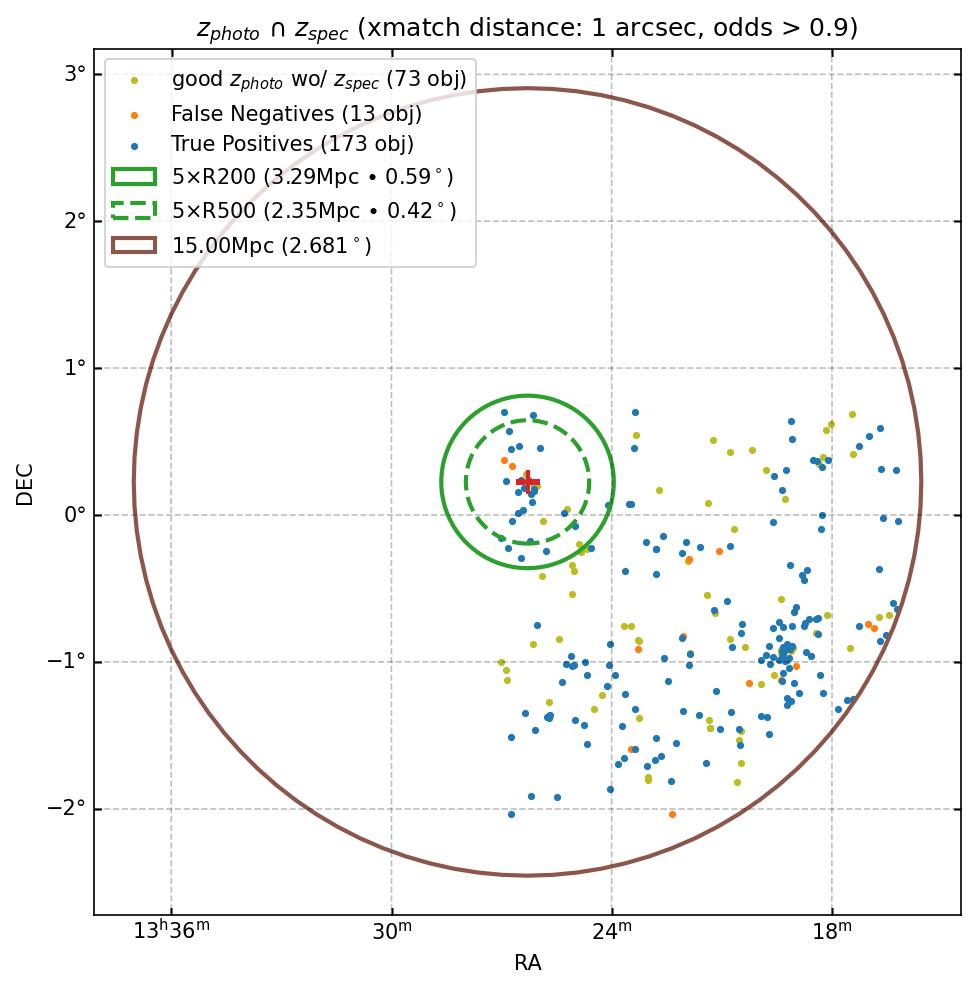 z_photo ∩ z_spec (xmatch distance: 1 arcsec, odds > 0.9)
good z_photo wo/ z_spec (73 obj)
False Negatives (13 obj)
True Positives (173 obj)
5×R200 (3.29Mpc • 0.59°)
5×R500 (2.35Mpc • 0.42°)
15.00Mpc (2.681°)
3°
2°
1°
0°
−1°
−2°
DEC
13ʰ36ᵐ
30ᵐ
24ᵐ
18ᵐ
RA